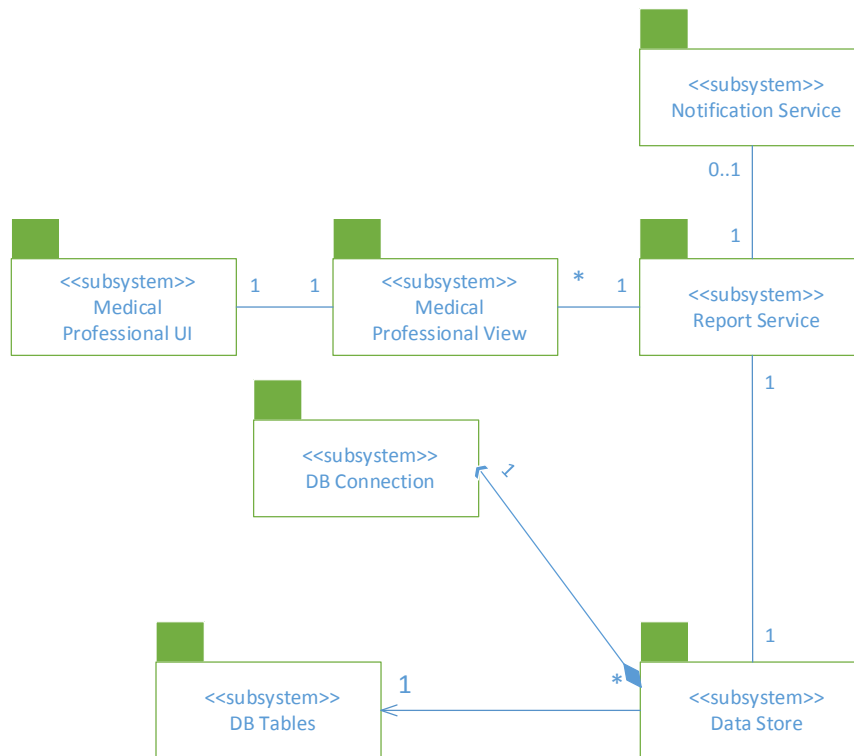 <<subsystem>>
Notification Service
0..1
1
<<subsystem>>
Medical
Professional UI
1
1
<<subsystem>>
Medical
Professional View
*
1
<<subsystem>>
Report Service
1
<<subsystem>>
DB Connection
1
1
*
1
<<subsystem>>
DB Tables
<<subsystem>>
Data Store